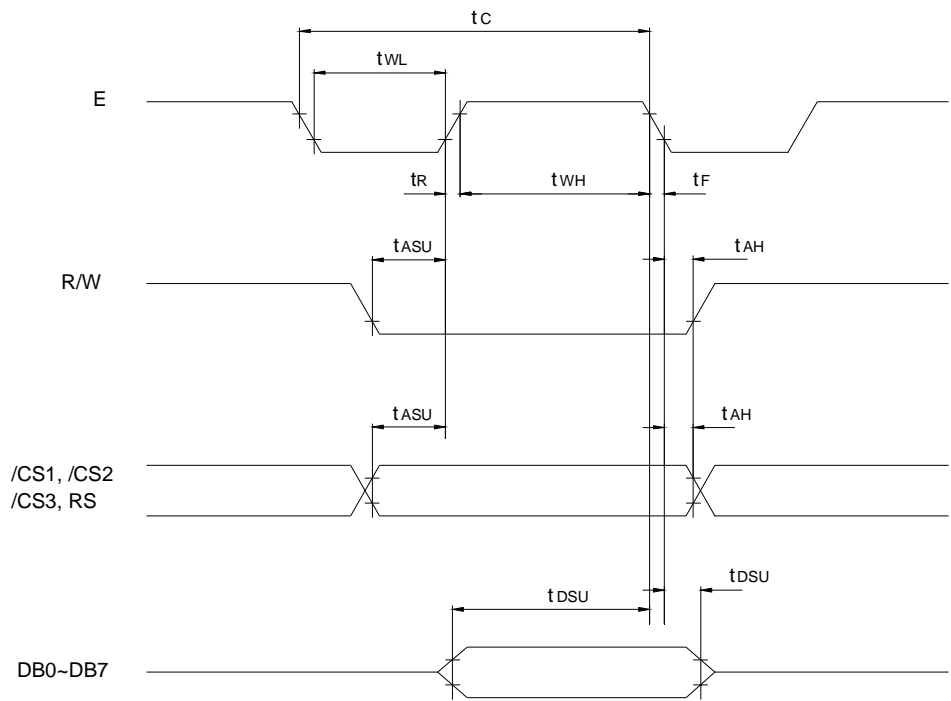 tC
tWL
E
tR
tWH
tF
tASU
tAH
R/W
tASU
tAH
/CS1, /CS2
/CS3, RS
tDSU
tDSU
DB0~DB7